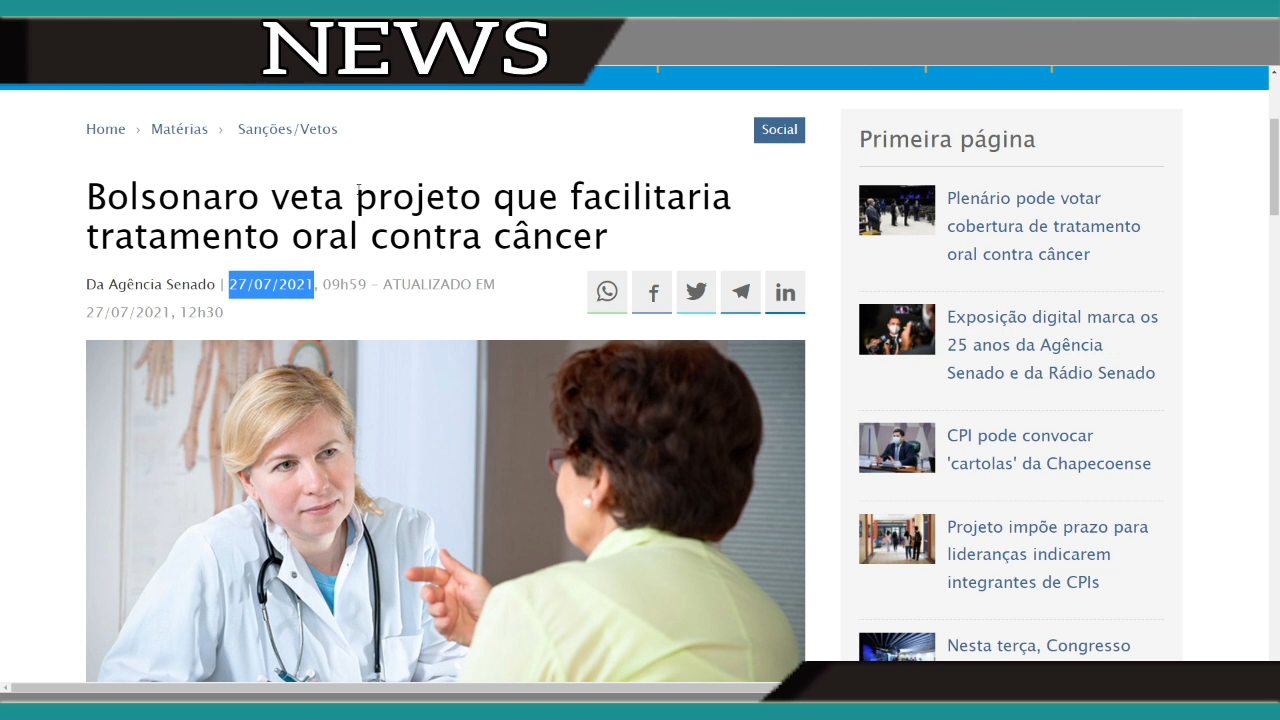 NEWS
Home › Matérias › Sanções/Vetos
Social
Bolsonaro veta projeto que facilitaria
tratamento oral contra câncer
Da Agência Senado | 27/07/2021, 09h59 - ATUALIZADO EM
27/07/2021, 12h30
Primeira página
Plenário pode votar
cobertura de tratamento
oral contra câncer
Exposição digital marca os
25 anos da Agência
Senado e da Rádio Senado
CPI pode convocar
'cartolas' da Chapecoense
Projeto impõe prazo para
lideranças indicarem
integrantes de CPIs
Nesta terça, Congresso